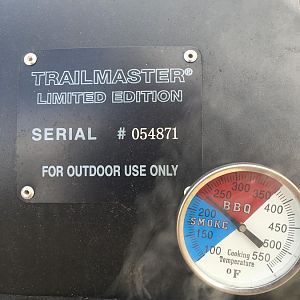 TRAILMASTER®
LIMITED EDITION
SERIAL # 054871
FOR OUTDOOR USE ONLY
100 150 200 250 300 350 400 450 500 550
BBQ
SMOKE
Cooking
Temperature
°F